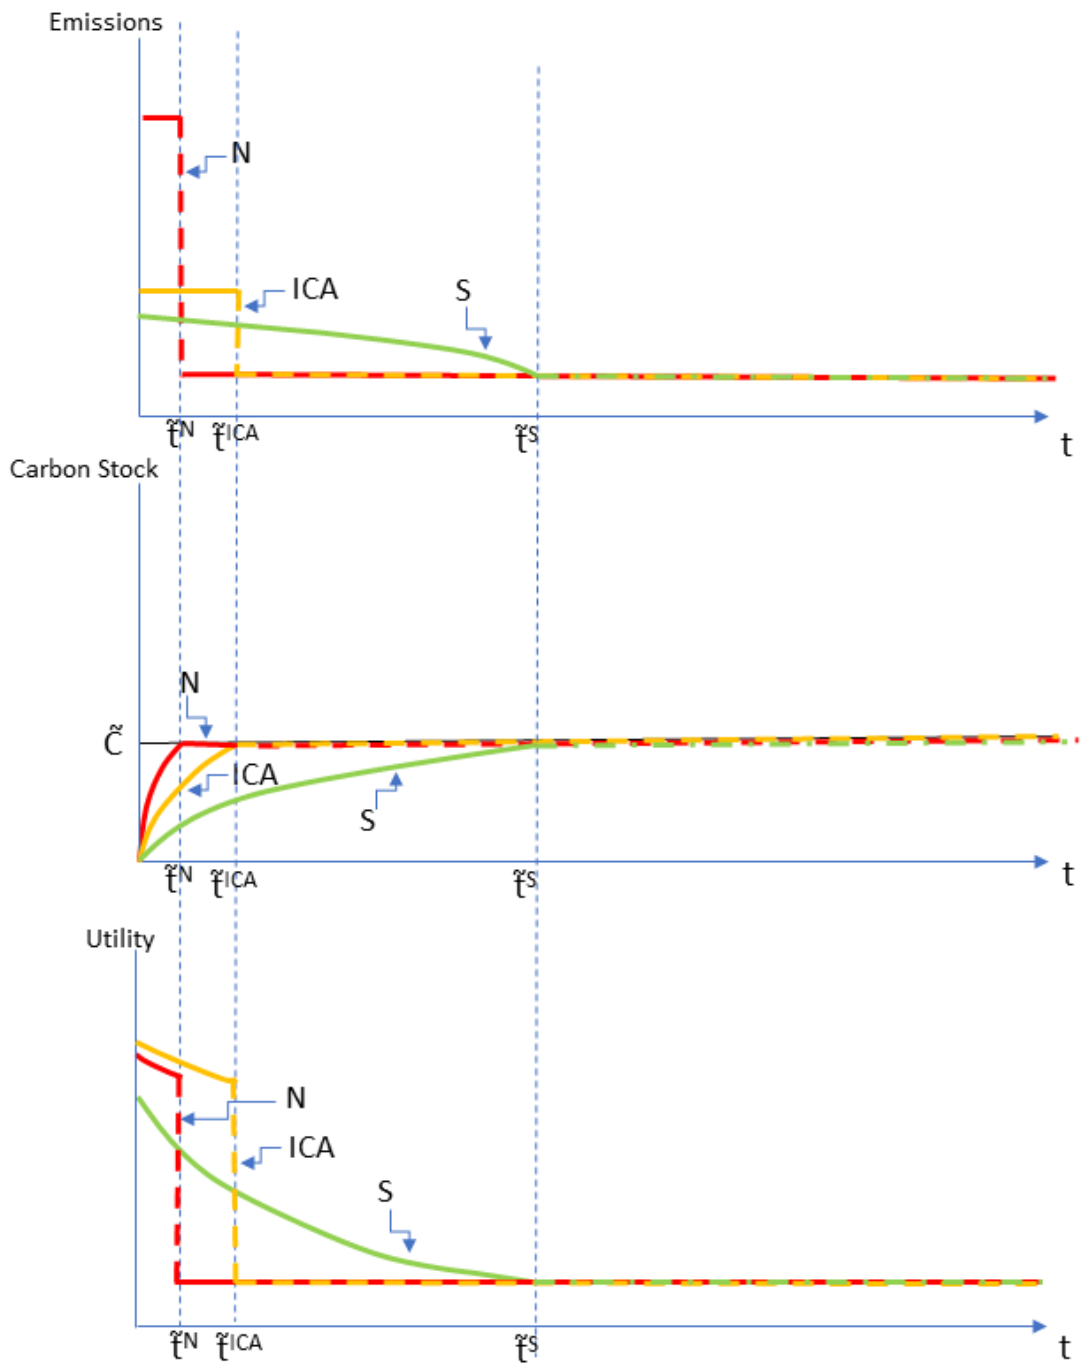 Emissions
N
ICA
S
t̃ᴺ t̃ᴵᶜᴬ t̃ˢ t
Carbon Stock
N
C̃
ICA
S
t̃ᴺ t̃ᴵᶜᴬ t̃ˢ t
Utility
N
ICA
S
t̃ᴺ t̃ᴵᶜᴬ t̃ˢ t